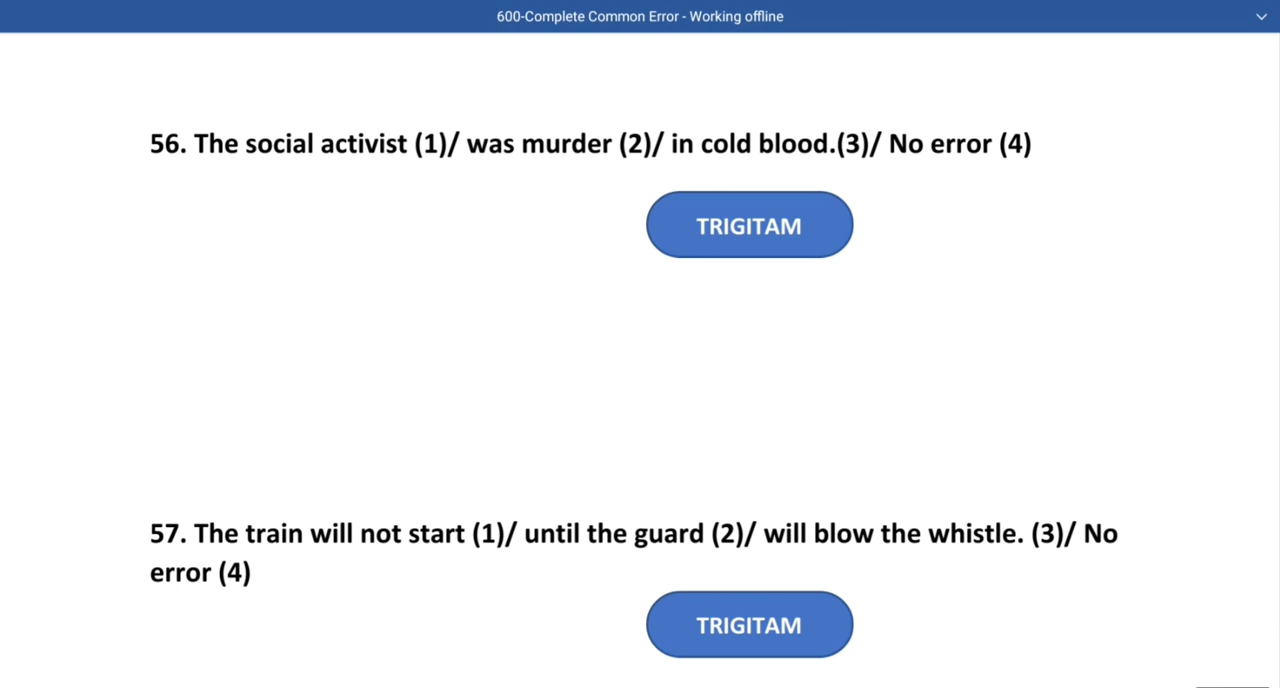 600-Complete Common Error - Working offline
56. The social activist (1)/ was murder (2)/ in cold blood.(3)/ No error (4)
TRIGITAM
57. The train will not start (1)/ until the guard (2)/ will blow the whistle. (3)/ No
error (4)
TRIGITAM